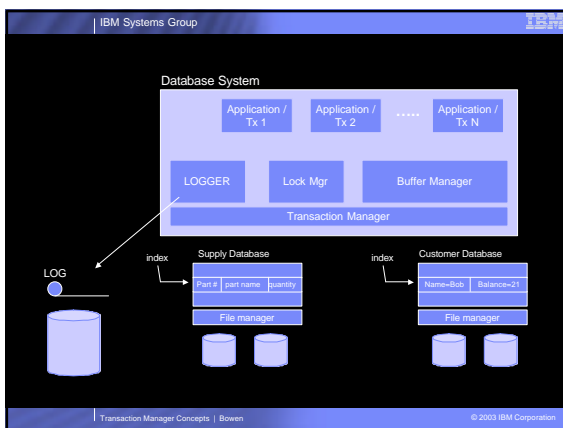 IBM Systems Group
IBM
Database System
Application /
Tx 1
Application /
Tx 2
.....
Application /
Tx N
LOGGER
Lock Mgr
Buffer Manager
Transaction Manager
LOG
index
Supply Database
Part # part name quantity
File manager
index
Customer Database
Name=Bob Balance=21
File manager
Transaction Manager Concepts | Bowen
© 2003 IBM Corporation